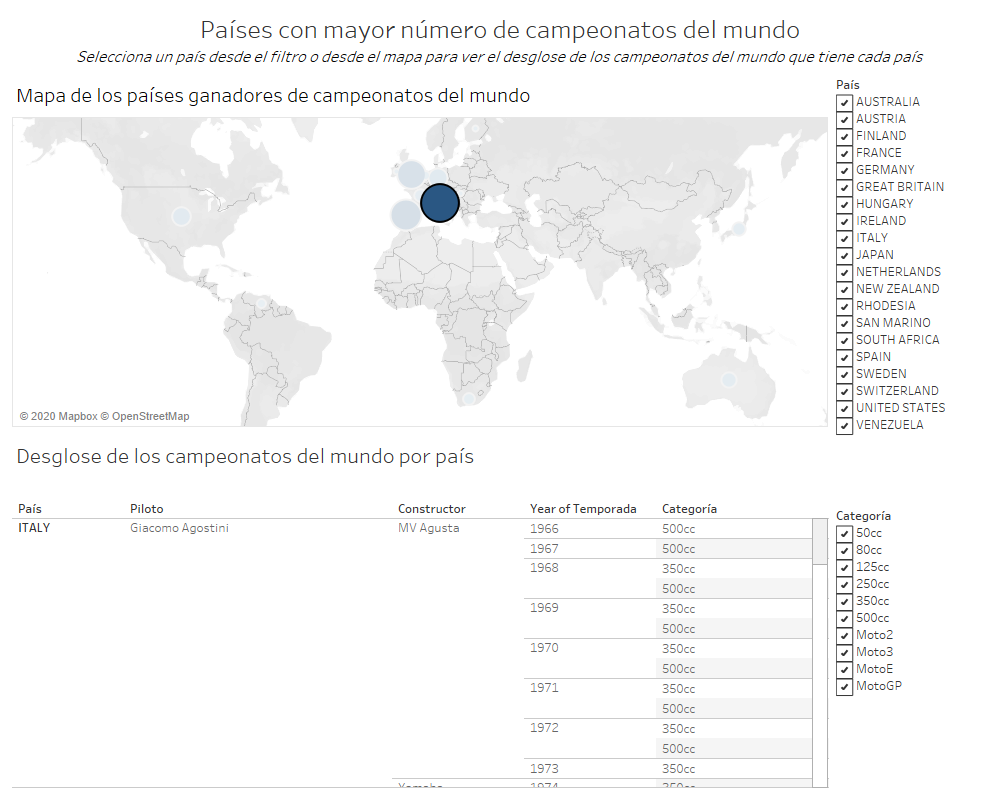 Países con mayor número de campeonatos del mundo
Selecciona un país desde el filtro o desde el mapa para ver el desglose de los campeonatos del mundo que tiene cada país
Mapa de los países ganadores de campeonatos del mundo
© 2020 Mapbox © OpenStreetMap
País
AUSTRALIA
AUSTRIA
FINLAND
FRANCE
GERMANY
GREAT BRITAIN
HUNGARY
IRELAND
ITALY
JAPAN
NETHERLANDS
NEW ZEALAND
RHODESIA
SAN MARINO
SOUTH AFRICA
SPAIN
SWEDEN
SWITZERLAND
UNITED STATES
VENEZUELA
Desglose de los campeonatos del mundo por país
País Piloto Constructor Year of Temporada Categoría
ITALY Giacomo Agostini MV Agusta 1966 500cc
1967 500cc
1968 350cc
500cc
1969 350cc
500cc
1970 350cc
500cc
1971 350cc
500cc
1972 350cc
500cc
1973 350cc
Yamaha 1974 350cc
Categoría
50cc
80cc
125cc
250cc
350cc
500cc
Moto2
Moto3
MotoE
MotoGP